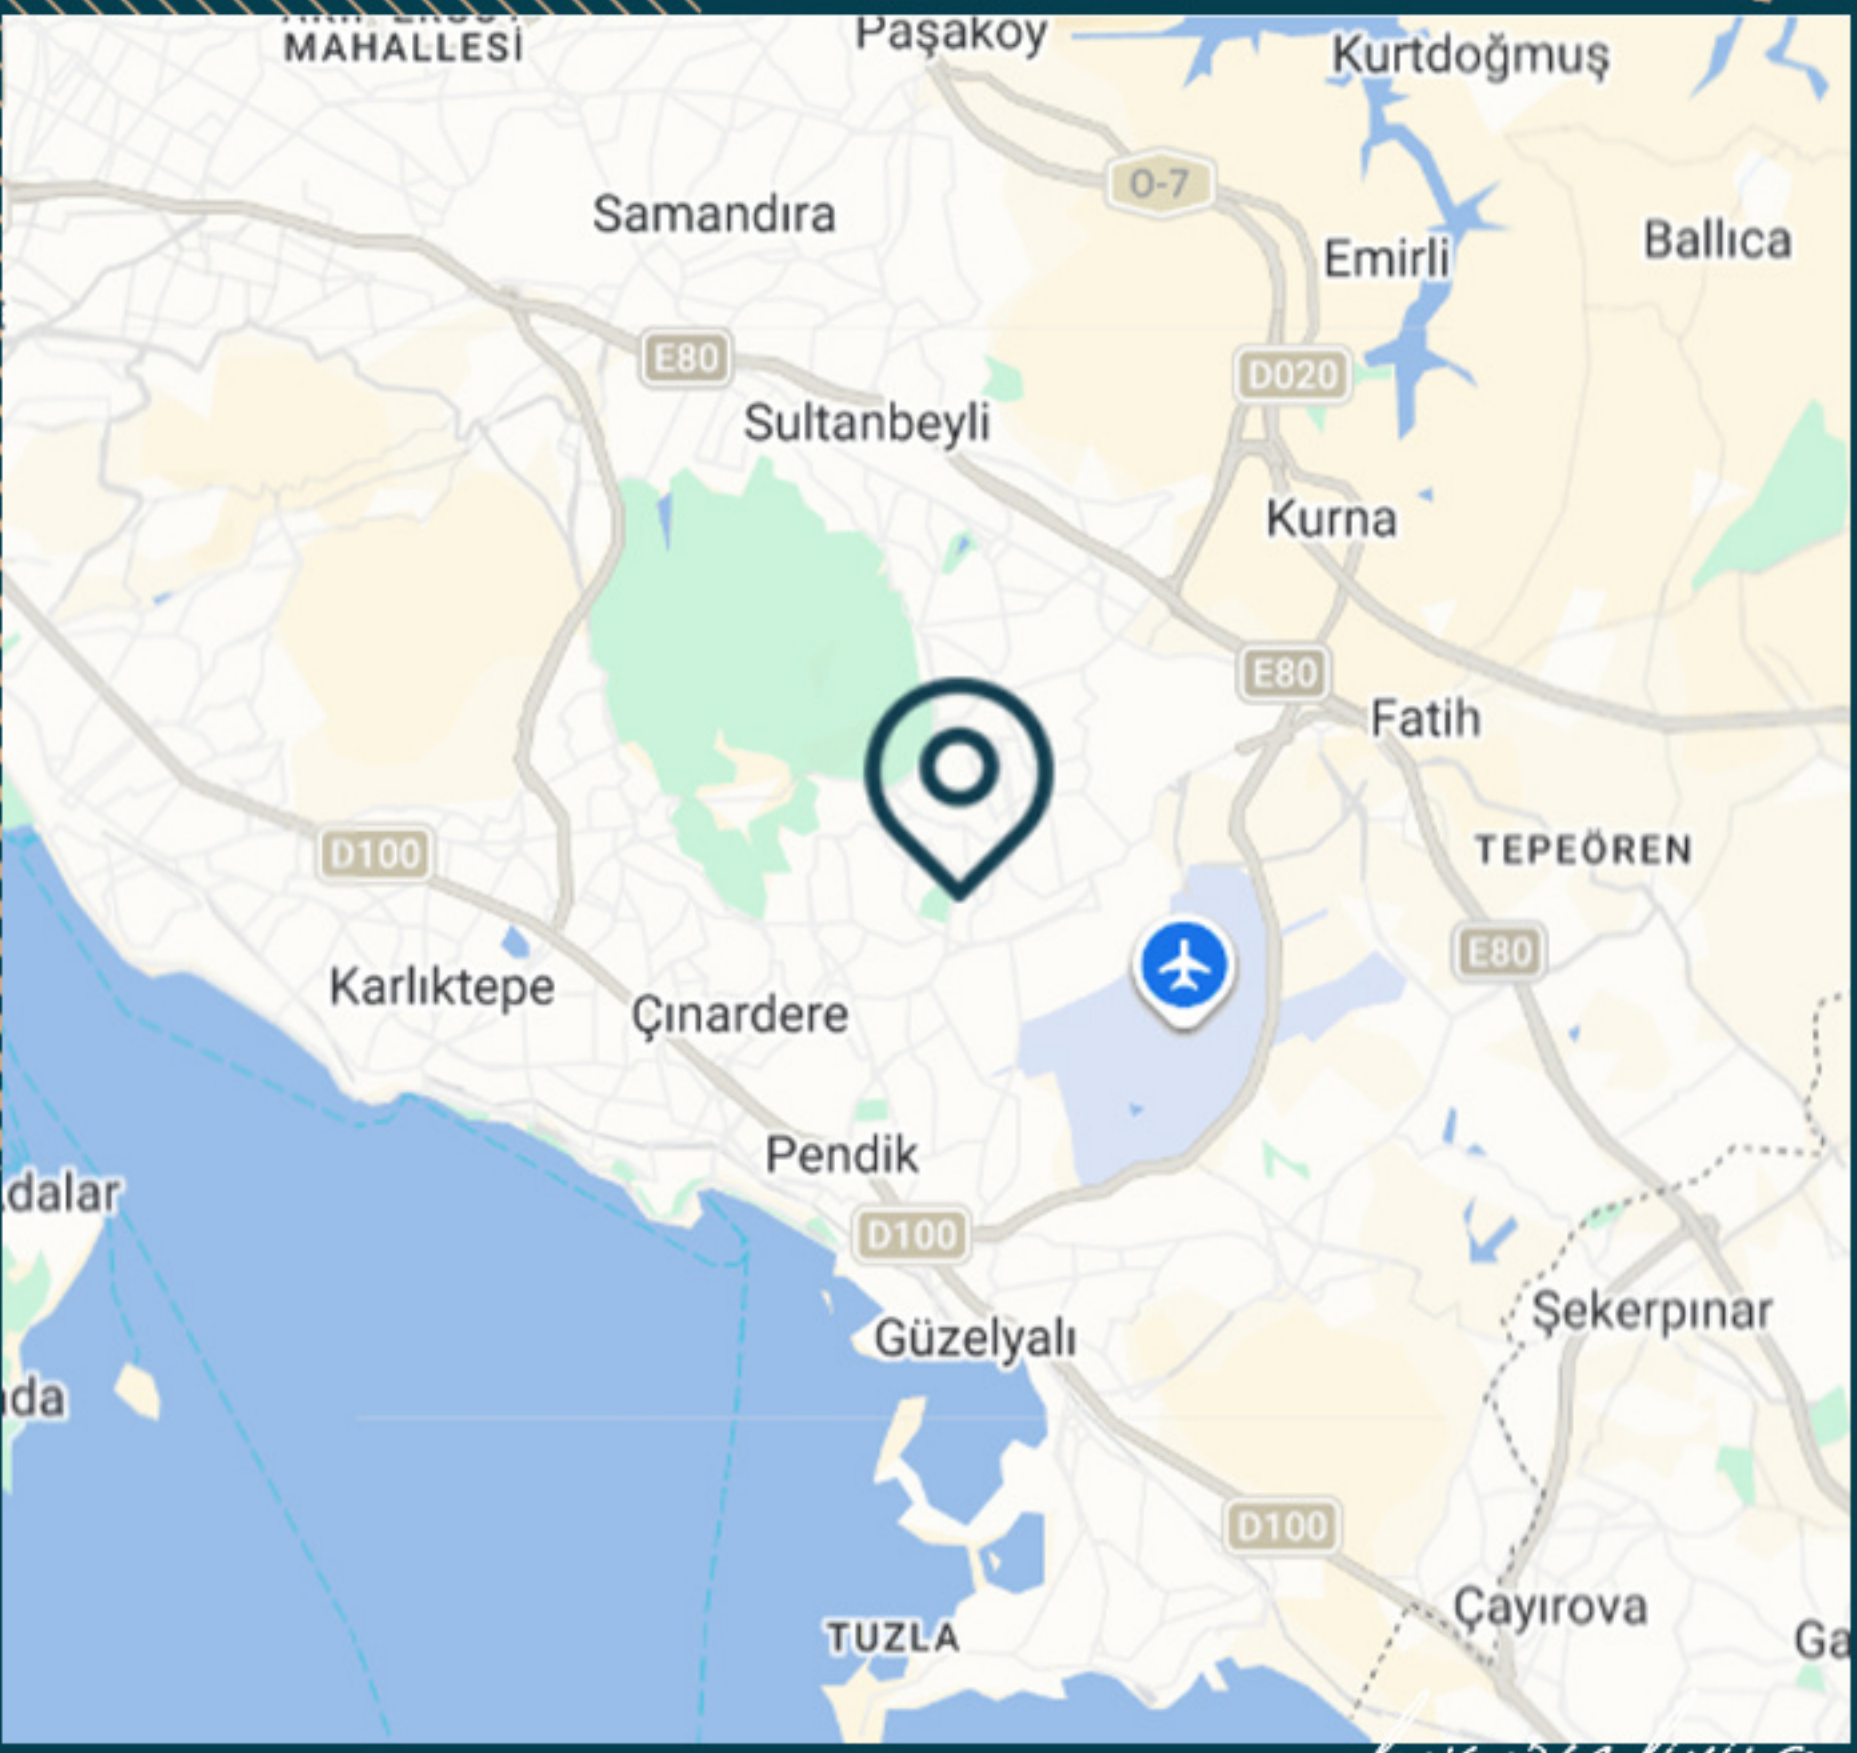 MAHALLESİ
Paşaköy
Kurtdoğmuş
O-7
Samandıra
Emirli
Ballıca
E80
D020
Sultanbeyli
Kurna
E80
Fatih
TEPEÖREN
D100
E80
Karlıktepe
Çınardere
Pendik
dalar
D100
Şekerpınar
Güzelyalı
da
D100
Çayırova
TUZLA
Ga